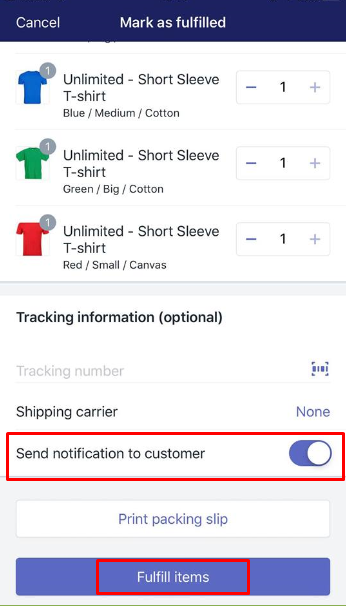 Cancel Mark as fulfilled
1
Unlimited - Short Sleeve
T-shirt
Blue / Medium / Cotton
− 1 +
1
Unlimited - Short Sleeve
T-shirt
Green / Big / Cotton
− 1 +
1
Unlimited - Short Sleeve
T-shirt
Red / Small / Canvas
− 1 +
Tracking information (optional)
Tracking number
Shipping carrier None
Send notification to customer
Print packing slip
Fulfill items